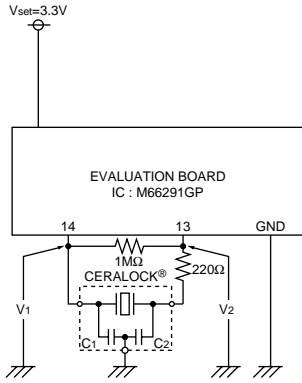 Vset=3.3V
EVALUATION BOARD
IC : M66291GP
14 13 GND
1MΩ
CERALOCK®
220Ω
V1 V2
C1 C2